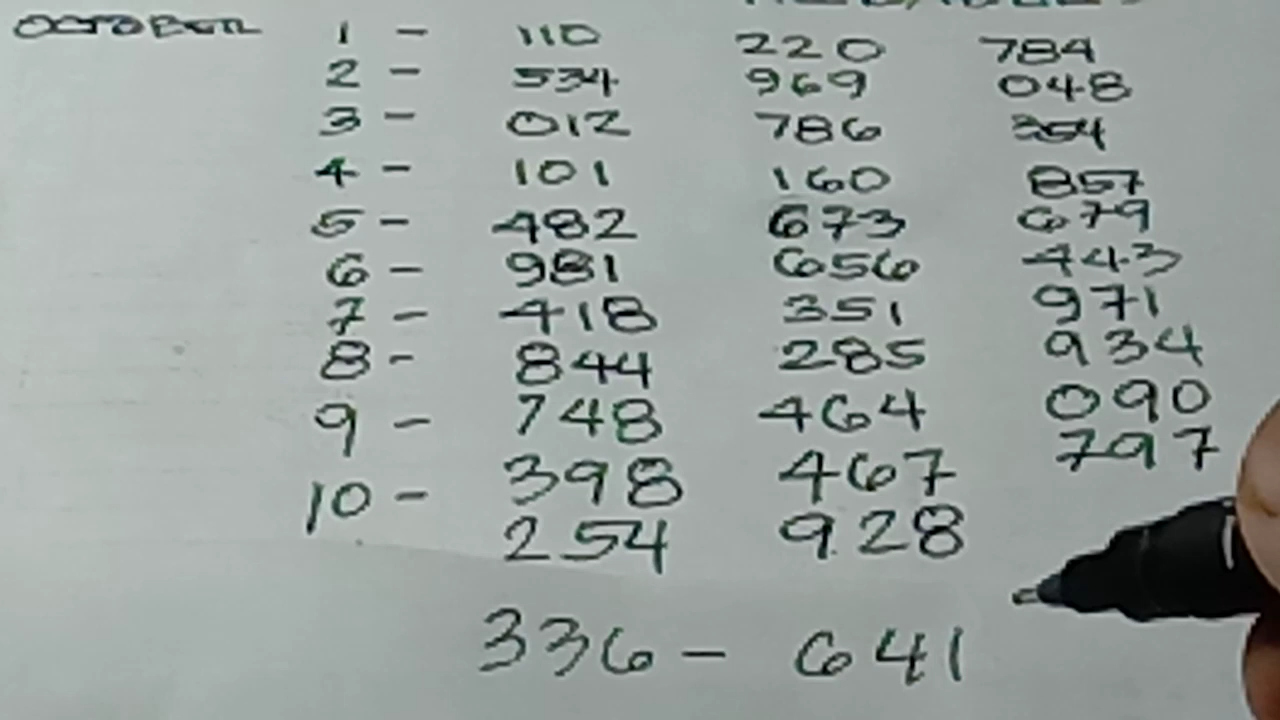 OCTOBER 1 - 110 220 784
2 - 534 969 048
3 - 012 786 354
4 - 101 160 857
5 - 482 673 679
6 - 981 656 443
7 - 418 351 971
8 - 844 285 934
9 - 748 464 090
10 - 398 467 797
254 928
336 - 641